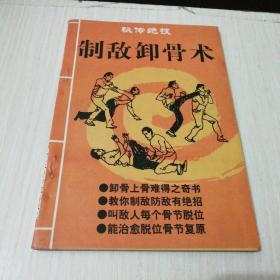 秘传绝技
制敌卸骨术
●卸骨上骨难得之奇书
●教你制敌防敌有绝招
●叫敌人每个骨节脱位
●能治愈脱位骨节复原